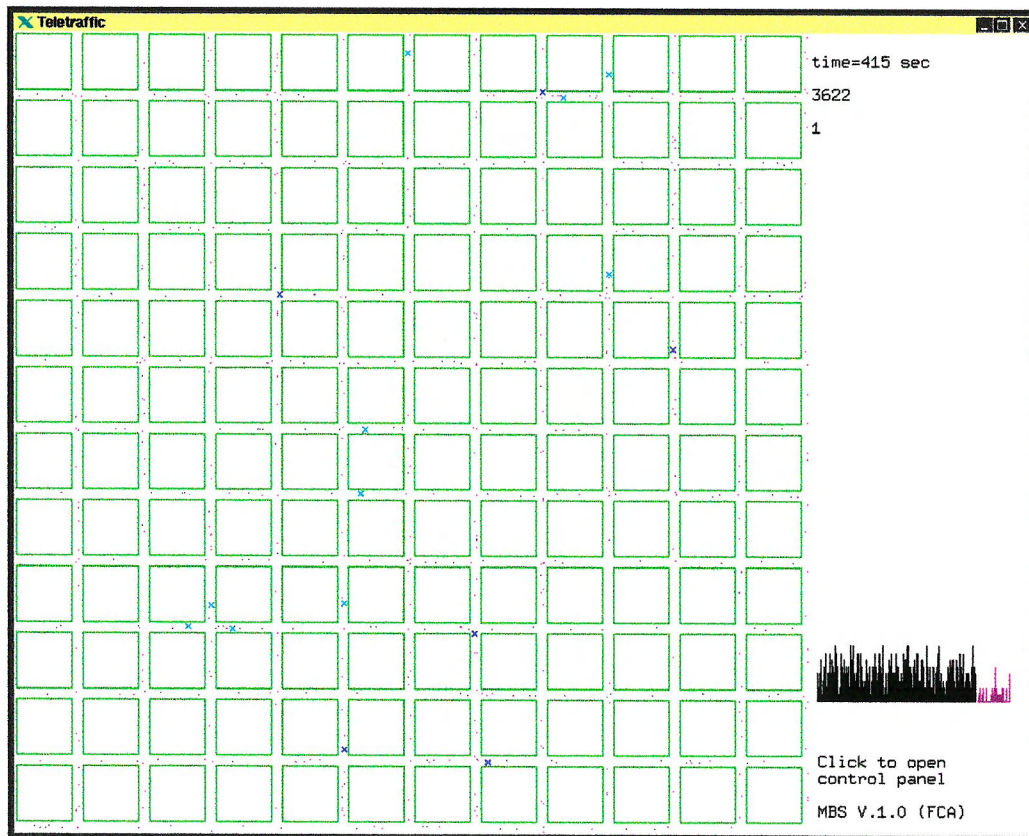 Teletraffic
time=415 sec
3622
1
Click to open
control panel
MBS V.1.0 (FCA)